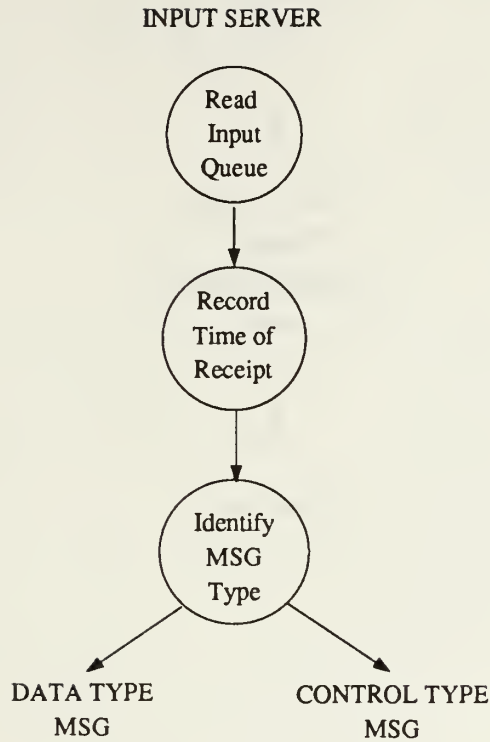 INPUT SERVER
Read
Input
Queue
Record
Time of
Receipt
Identify
MSG
Type
DATA TYPE
MSG
CONTROL TYPE
MSG